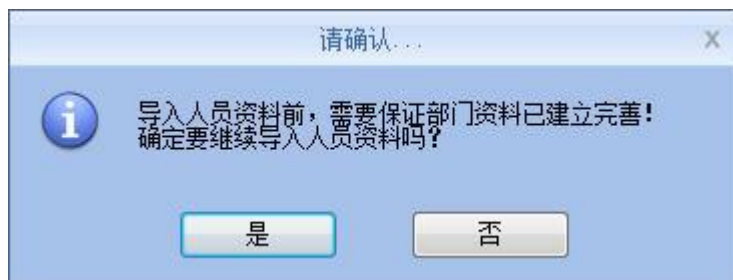 请确认...
导入人员资料前，需要保证部门资料已建立完善！
确定要继续导入人员资料吗？
是
否